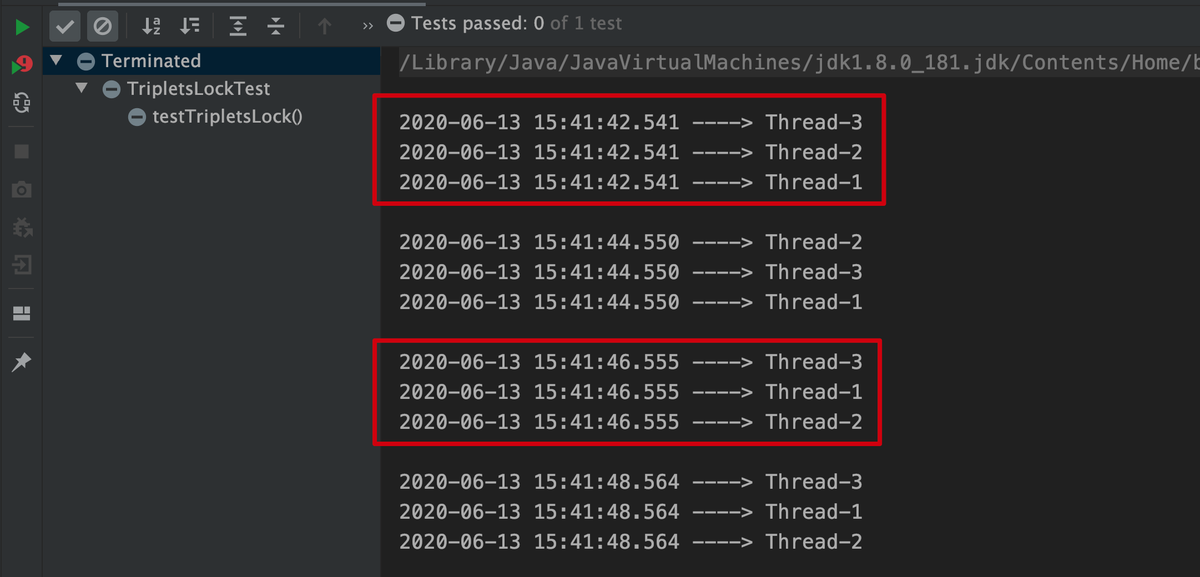 Tests passed: 0 of 1 test
Terminated
TripletsLockTest
testTripletsLock()
/Library/Java/JavaVirtualMachines/jdk1.8.0_181.jdk/Contents/Home/b
2020-06-13 15:41:42.541 ----> Thread-3
2020-06-13 15:41:42.541 ----> Thread-2
2020-06-13 15:41:42.541 ----> Thread-1
2020-06-13 15:41:44.550 ----> Thread-2
2020-06-13 15:41:44.550 ----> Thread-3
2020-06-13 15:41:44.550 ----> Thread-1
2020-06-13 15:41:46.555 ----> Thread-3
2020-06-13 15:41:46.555 ----> Thread-1
2020-06-13 15:41:46.555 ----> Thread-2
2020-06-13 15:41:48.564 ----> Thread-3
2020-06-13 15:41:48.564 ----> Thread-1
2020-06-13 15:41:48.564 ----> Thread-2